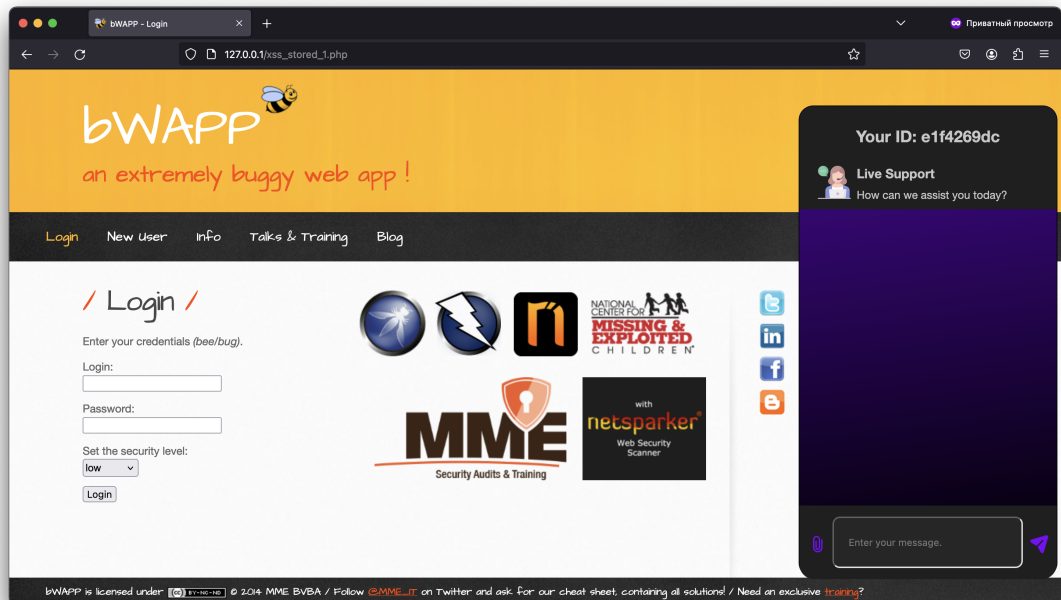 bWAPP - Login
Приватный просмотр
127.0.0.1/xss_stored_1.php
bWAPP
an extremely buggy web app !
Login New User Info Talks & Training Blog
/ Login /
Enter your credentials (bee/bug).
Login:
Password:
Set the security level:
low
Login
NATIONAL
CENTER FOR
MISSING &
EXPLOITED
CHILDREN®
MME
Security Audits & Training
with
netsparker®
Web Security
Scanner
Your ID: e1f4269dc
Live Support
How can we assist you today?
Enter your message.
bWAPP is licensed under (cc) BY-NC-ND © 2014 MME BVBA / Follow @MME_IT on Twitter and ask for our cheat sheet, containing all solutions! / Need an exclusive training?